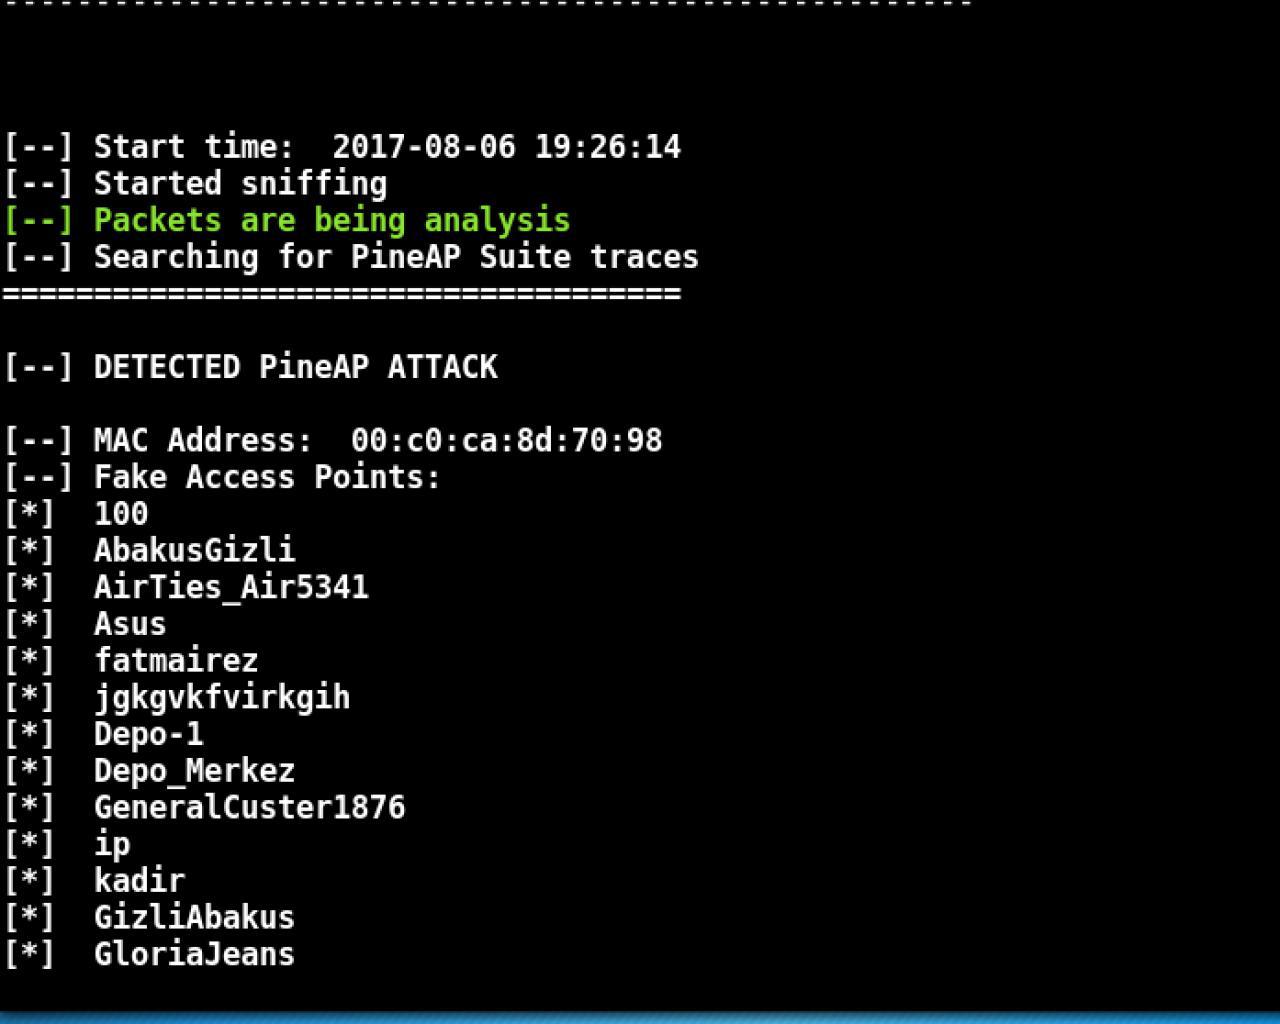 -----------------------------------------------------
[--] Start time:  2017-08-06 19:26:14
[--] Started sniffing
[--] Packets are being analysis
[--] Searching for PineAP Suite traces
=====================================
[--] DETECTED PineAP ATTACK
[--] MAC Address:  00:c0:ca:8d:70:98
[--] Fake Access Points:
[*]  100
[*]  AbakusGizli
[*]  AirTies_Air5341
[*]  Asus
[*]  fatmairez
[*]  jgkgvkfvirkgih
[*]  Depo-1
[*]  Depo_Merkez
[*]  GeneralCuster1876
[*]  ip
[*]  kadir
[*]  GizliAbakus
[*]  GloriaJeans